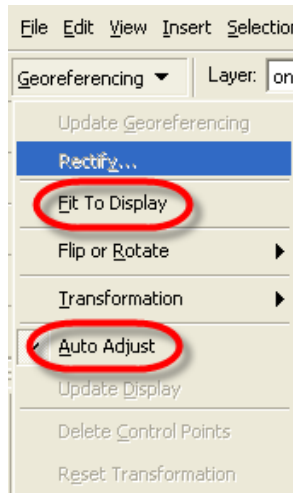 File Edit View Insert Selection
Georeferencing Layer: on
Update Georeferencing
Rectify...
Fit To Display
Flip or Rotate
Transformation
Auto Adjust
Update Display
Delete Control Points
Reset Transformation